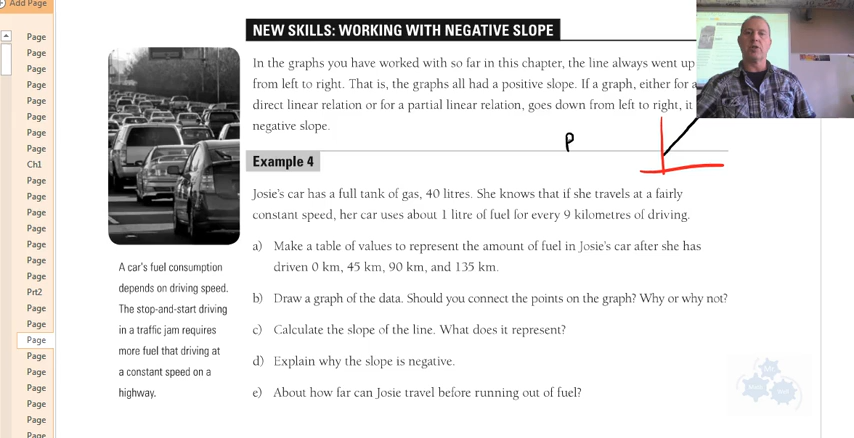 Add Page
Page
Page
Page
Page
Page
Page
Page
Page
Ch1
Page
Page
Page
Page
Page
Page
Page
Prt2
Page
Page
Page
Page
Page
Page
Page
Page
Page
NEW SKILLS: WORKING WITH NEGATIVE SLOPE
In the graphs you have worked with so far in this chapter, the line always went up
from left to right. That is, the graphs all had a positive slope. If a graph, either for a
direct linear relation or for a partial linear relation, goes down from left to right, it
negative slope.
P
Example 4
Josie's car has a full tank of gas, 40 litres. She knows that if she travels at a fairly
constant speed, her car uses about 1 litre of fuel for every 9 kilometres of driving.
a) Make a table of values to represent the amount of fuel in Josie's car after she has
driven 0 km, 45 km, 90 km, and 135 km.
b) Draw a graph of the data. Should you connect the points on the graph? Why or why not?
c) Calculate the slope of the line. What does it represent?
d) Explain why the slope is negative.
e) About how far can Josie travel before running out of fuel?
A car's fuel consumption
depends on driving speed.
The stop-and-start driving
in a traffic jam requires
more fuel that driving at
a constant speed on a
highway.